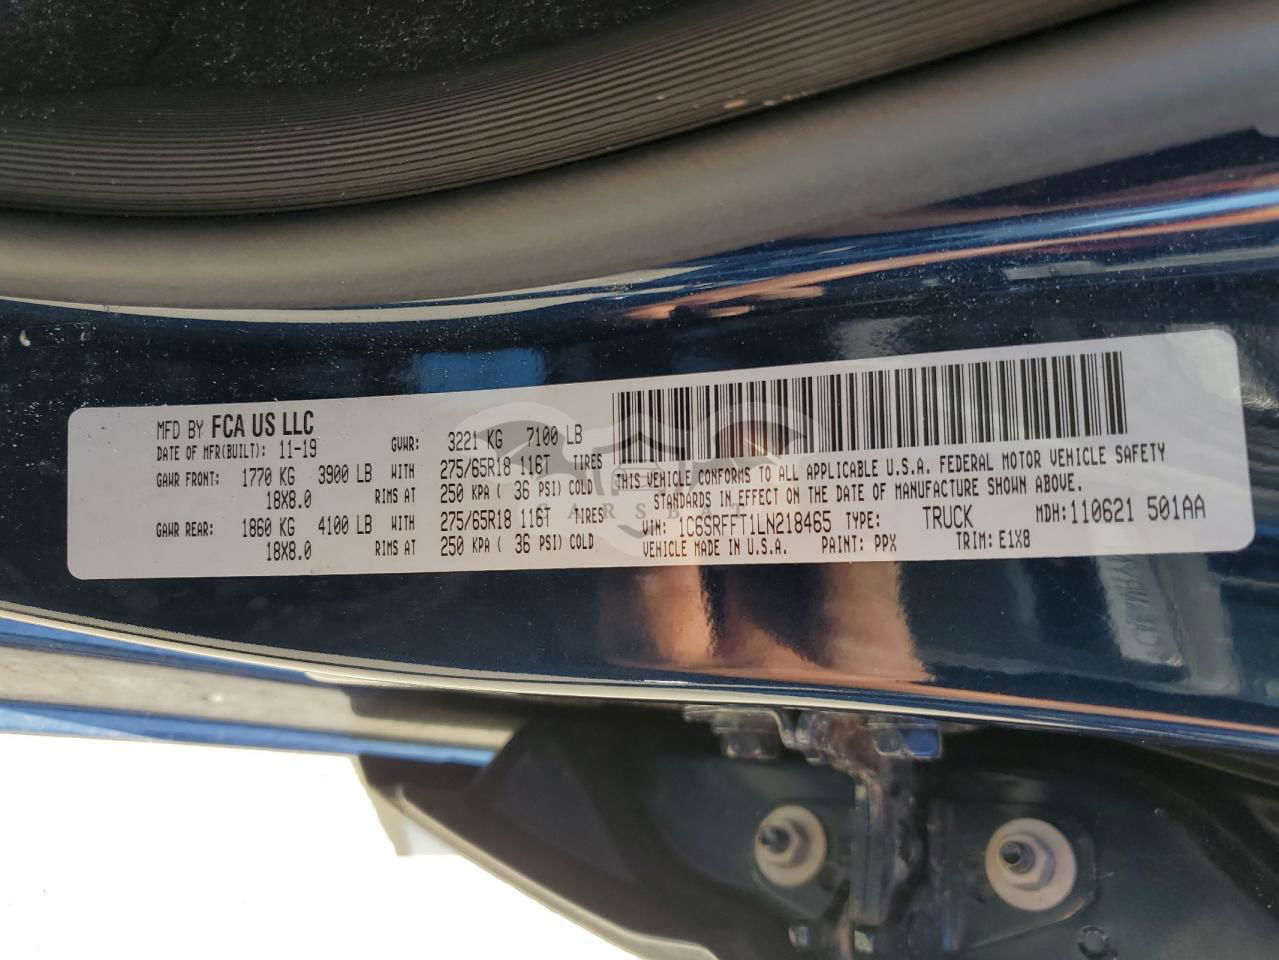 MFD BY FCA US LLC
DATE OF MFR(BUILT): 11-19 GVWR: 3221 KG 7100 LB
GAWR FRONT: 1770 KG 3900 LB WITH 275/65R18 116T TIRES
18X8.0 RIMS AT 250 KPA ( 36 PSI) COLD
GAWR REAR: 1860 KG 4100 LB WITH 275/65R18 116T TIRES
18X8.0 RIMS AT 250 KPA ( 36 PSI) COLD
THIS VEHICLE CONFORMS TO ALL APPLICABLE U.S.A. FEDERAL MOTOR VEHICLE SAFETY
STANDARDS IN EFFECT ON THE DATE OF MANUFACTURE SHOWN ABOVE.
VIN: 1C6SRFFT1LN218465 TYPE: TRUCK MDH: 110621 501AA
VEHICLE MADE IN U.S.A. PAINT: PPX TRIM: E1X8
CARSBAT